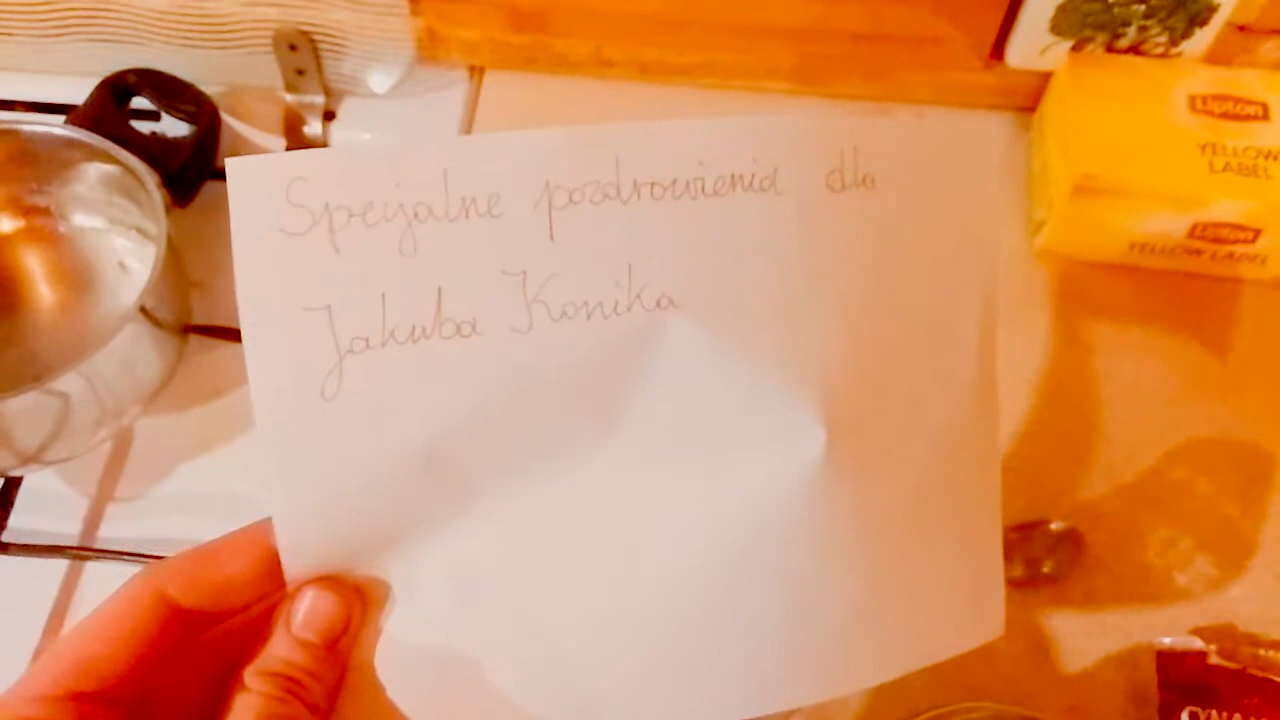 Specjalne pozdrowienia dla
Jakuba Konika
Lipton
YELLOW
LABEL
Lipton
YELLOW LABEL